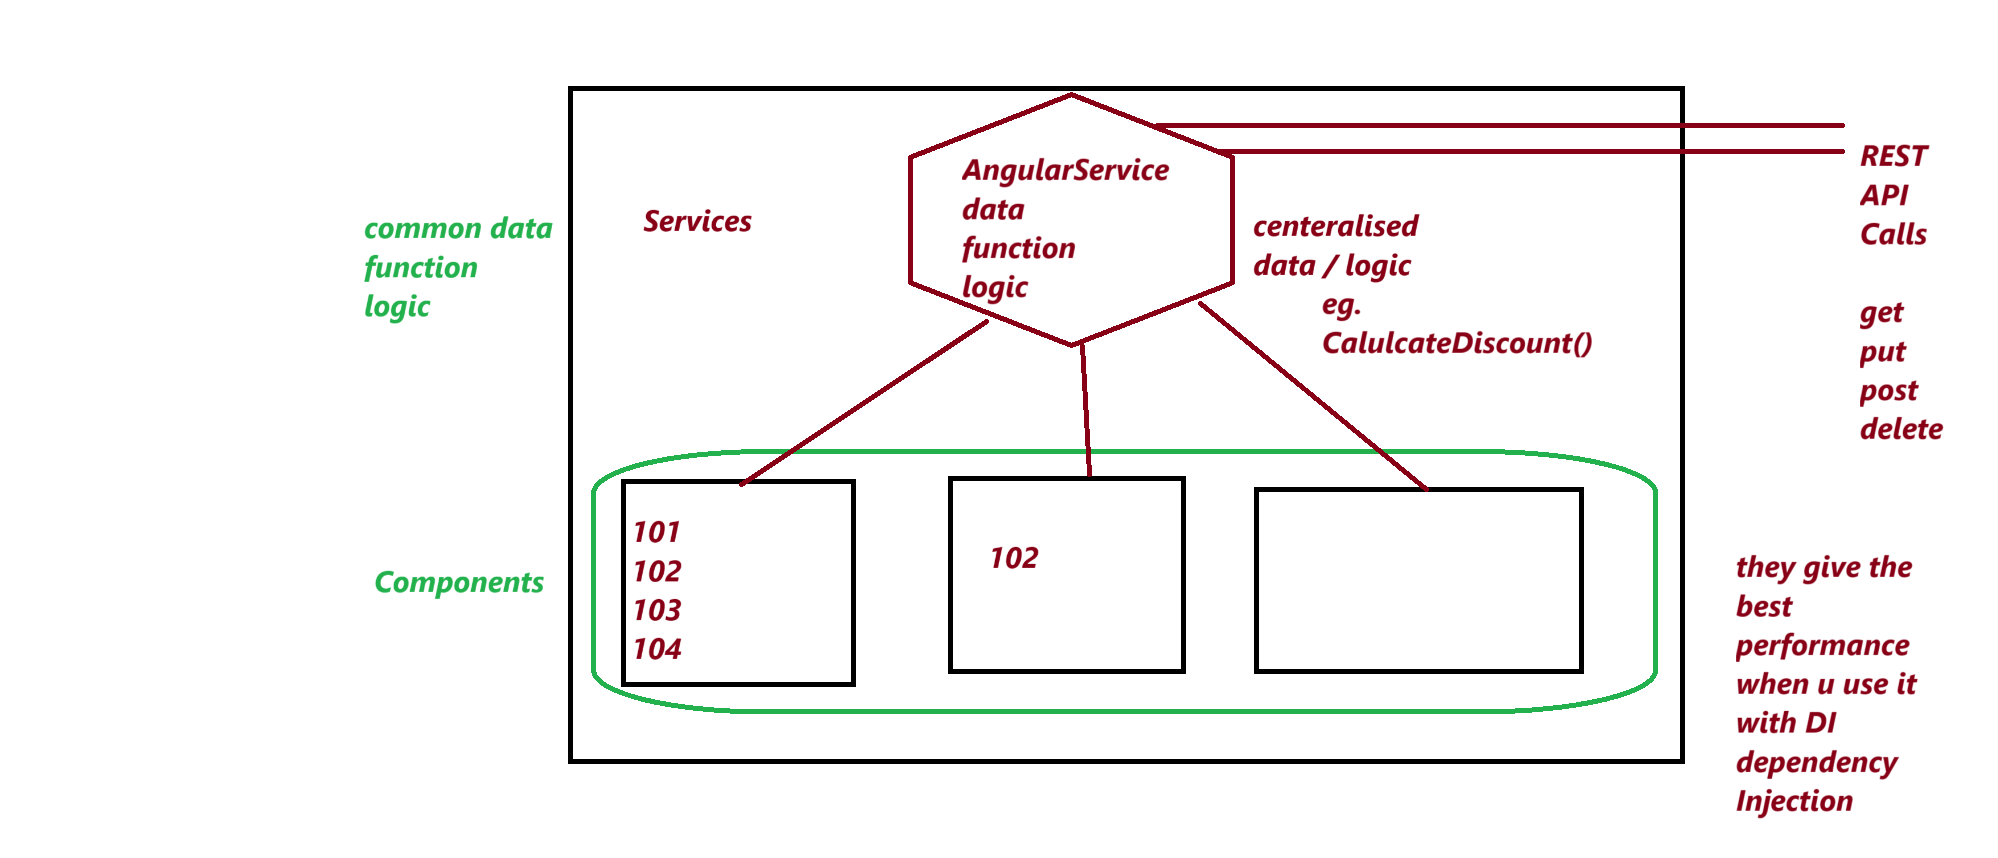 common data
function
logic
Services
AngularService
data
function
logic
centeralised
data / logic
eg.
CalulcateDiscount()
REST
API
Calls
get
put
post
delete
Components
101
102
103
104
102
they give the
best
performance
when u use it
with DI
dependency
Injection